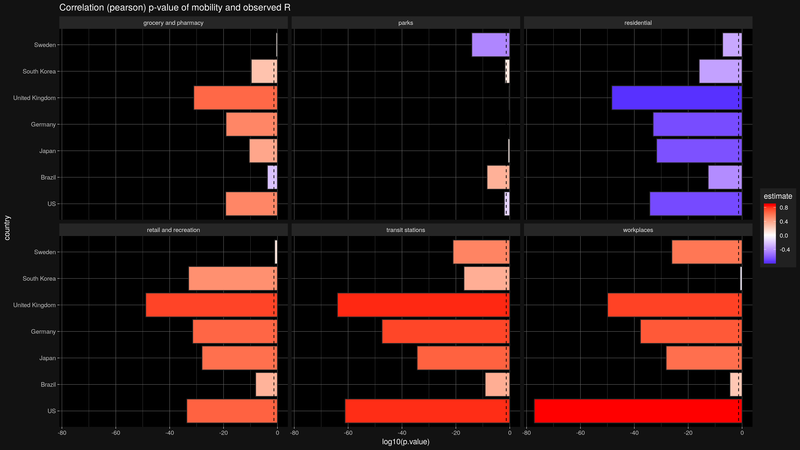 Correlation (pearson) p-value of mobility and observed R
grocery and pharmacy
parks
residential
Sweden
South Korea
United Kingdom
Germany
Japan
Brazil
US
retail and recreation
transit stations
workplaces
Sweden
South Korea
United Kingdom
Germany
Japan
Brazil
US
-80 -60 -40 -20 0
-80 -60 -40 -20 0
-80 -60 -40 -20 0
log10(p.value)
country
estimate
0.8
0.4
0.0
-0.4